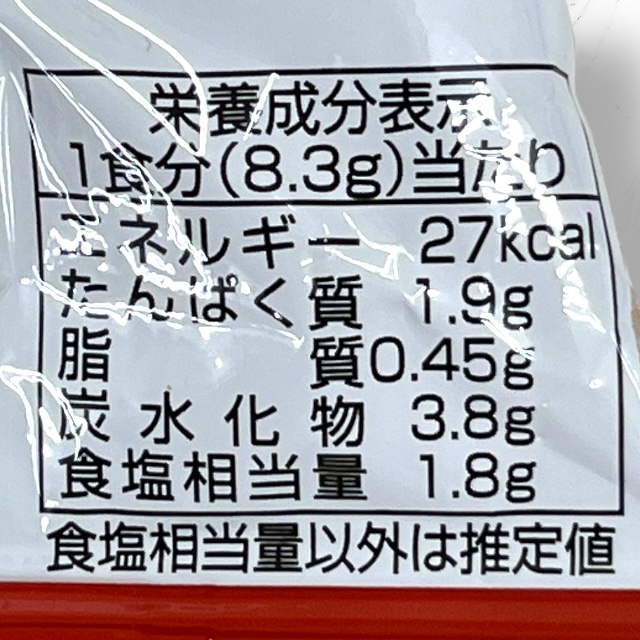 栄養成分表示
1食分(8.3g)当たり
エネルギー 27kcal
たんぱく質 1.9g
脂質 0.45g
炭水化物 3.8g
食塩相当量 1.8g
食塩相当量以外は推定値